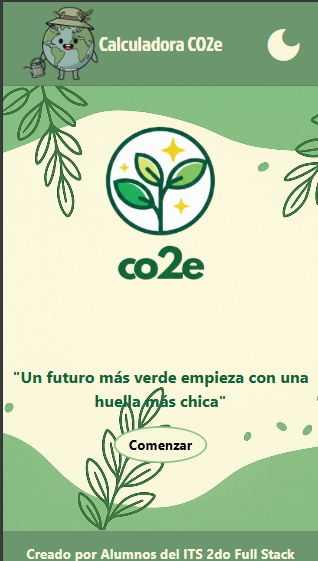 Calculadora CO2e
co2e
"Un futuro más verde empieza con una
huella más chica"
Comenzar
Creado por Alumnos del ITS 2do Full Stack